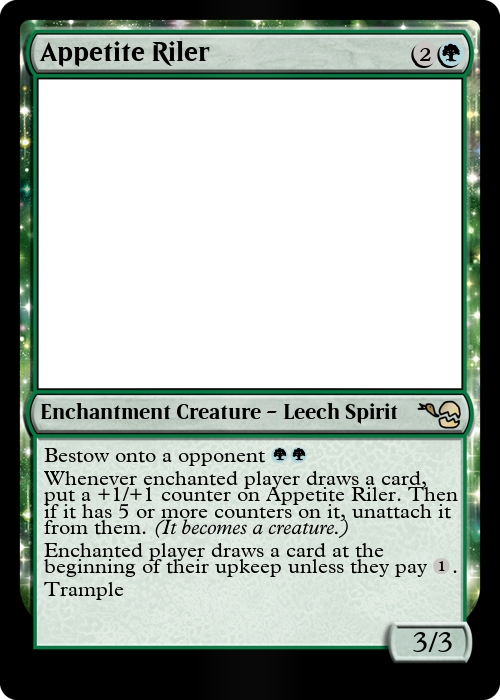 Appetite Riler 2
Enchantment Creature – Leech Spirit
Bestow onto a opponent
Whenever enchanted player draws a card,
put a +1/+1 counter on Appetite Riler. Then
if it has 5 or more counters on it, unattach it
from them. (It becomes a creature.)
Enchanted player draws a card at the
beginning of their upkeep unless they pay 1 .
Trample
3/3